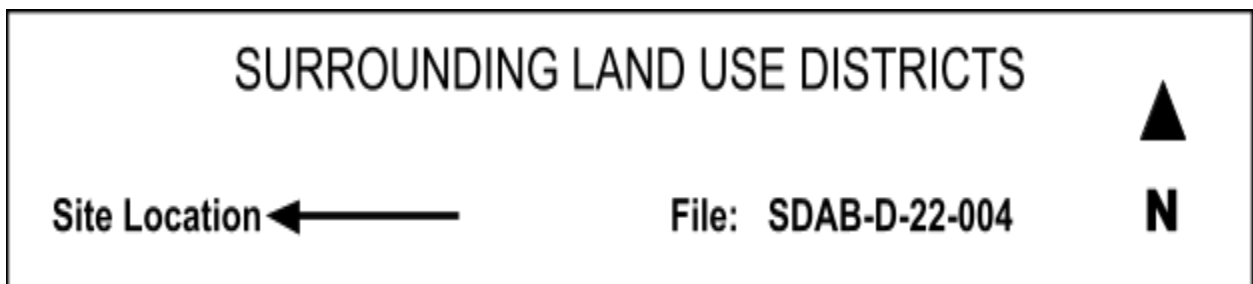 SURROUNDING LAND USE DISTRICTS
Site Location File: SDAB-D-22-004 N